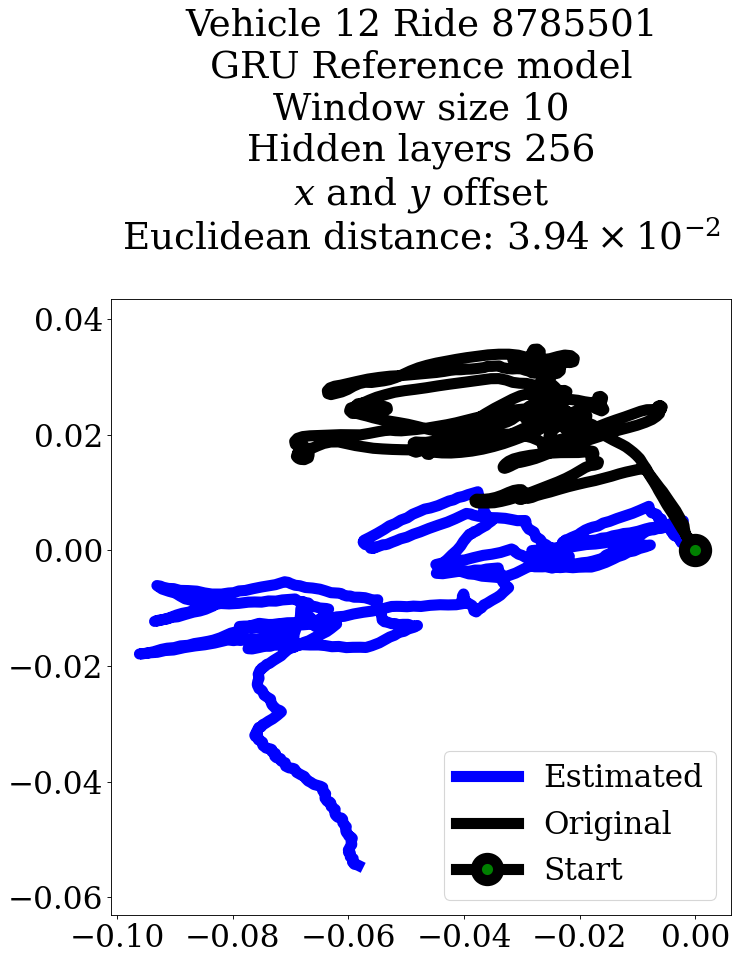 Vehicle 12 Ride 8785501
GRU Reference model
Window size 10
Hidden layers 256
x and y offset
Euclidean distance: 3.94 × 10⁻²
0.04
0.02
0.00
−0.02
−0.04
−0.06
Estimated
Original
Start
−0.10 −0.08 −0.06 −0.04 −0.02 0.00